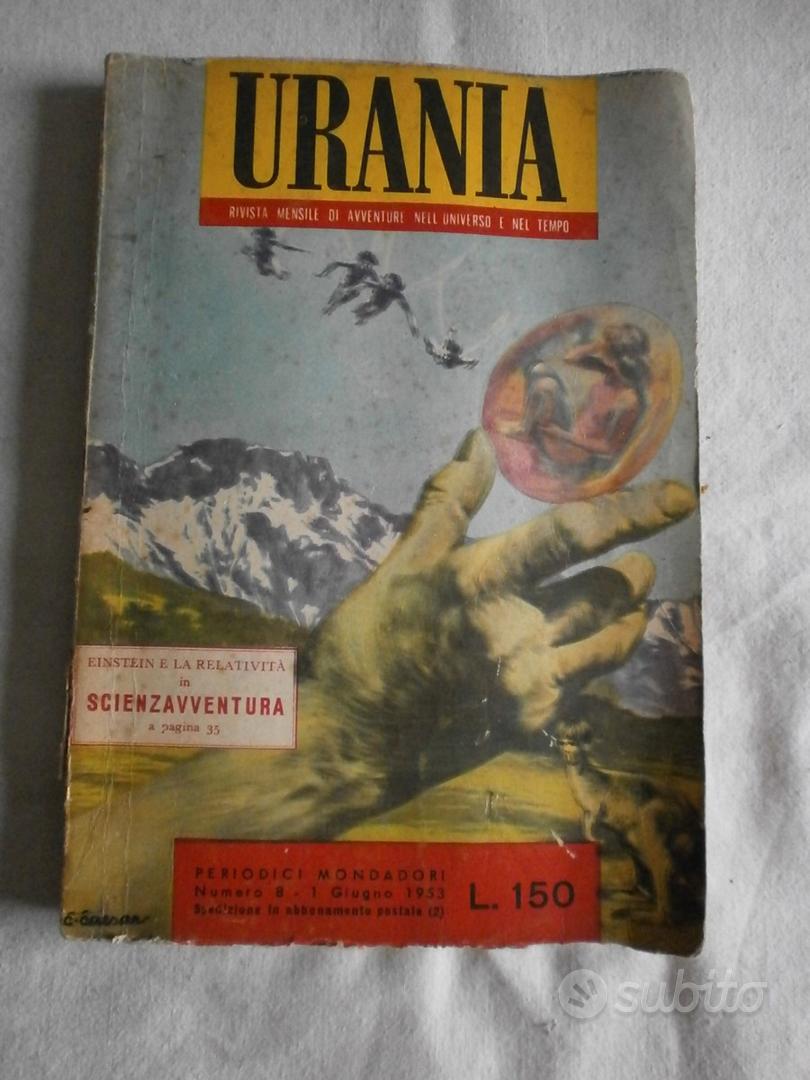 URANIA
RIVISTA MENSILE DI AVVENTURE NELL'UNIVERSO E NEL TEMPO
EINSTEIN E LA RELATIVITÀ
in
SCIENZAVVENTURA
a pagina 35
PERIODICI MONDADORI
Numero 8 - 1 Giugno 1953
Spedizione in abbonamento postale (2)
L. 150
C. Caesar
subito